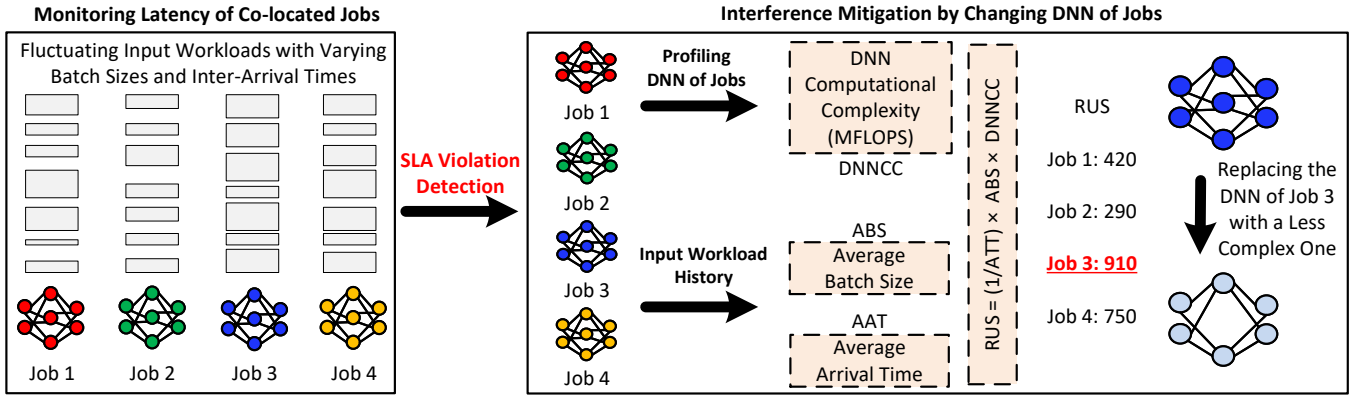 Monitoring Latency of Co-located Jobs
Fluctuating Input Workloads with Varying
Batch Sizes and Inter-Arrival Times
Job 1
Job 2
Job 3
Job 4
SLA Violation
Detection
Interference Mitigation by Changing DNN of Jobs
Job 1
Job 2
Job 3
Job 4
Profiling
DNN of Jobs
Input Workload
History
DNN
Computational
Complexity
(MFLOPS)
DNNCC
ABS
Average
Batch Size
AAT
Average
Arrival Time
RUS = (1/ATT) × ABS × DNNCC
RUS
Job 1: 420
Job 2: 290
Job 3: 910
Job 4: 750
Replacing the
DNN of Job 3
with a Less
Complex One